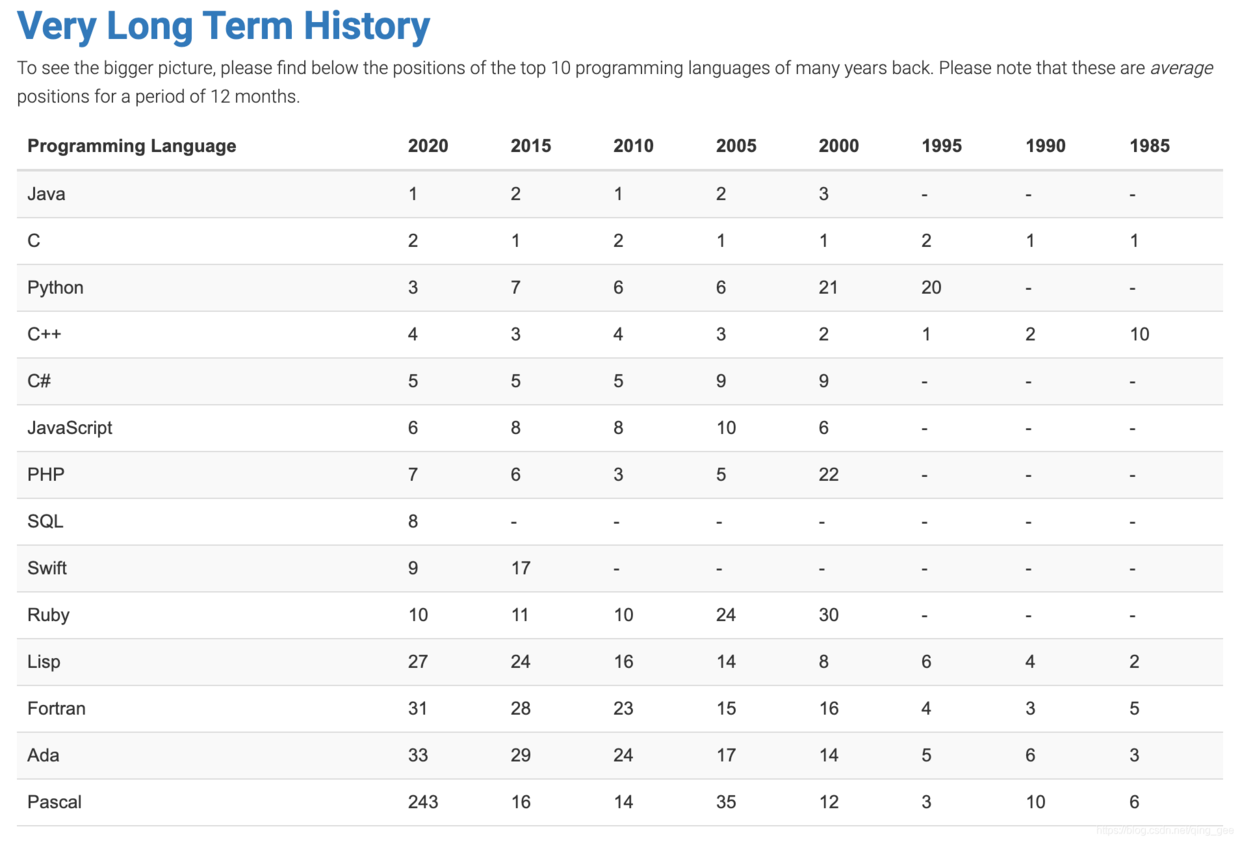 Very Long Term History
To see the bigger picture, please find below the positions of the top 10 programming languages of many years back. Please note that these are average
positions for a period of 12 months.
Programming Language 2020 2015 2010 2005 2000 1995 1990 1985
Java 1 2 1 2 3 - - -
C 2 1 2 1 1 2 1 1
Python 3 7 6 6 21 20 - -
C++ 4 3 4 3 2 1 2 10
C# 5 5 5 9 9 - - -
JavaScript 6 8 8 10 6 - - -
PHP 7 6 3 5 22 - - -
SQL 8 - - - - - - -
Swift 9 17 - - - - - -
Ruby 10 11 10 24 30 - - -
Lisp 27 24 16 14 8 6 4 2
Fortran 31 28 23 15 16 4 3 5
Ada 33 29 24 17 14 5 6 3
Pascal 243 16 14 35 12 3 10 6